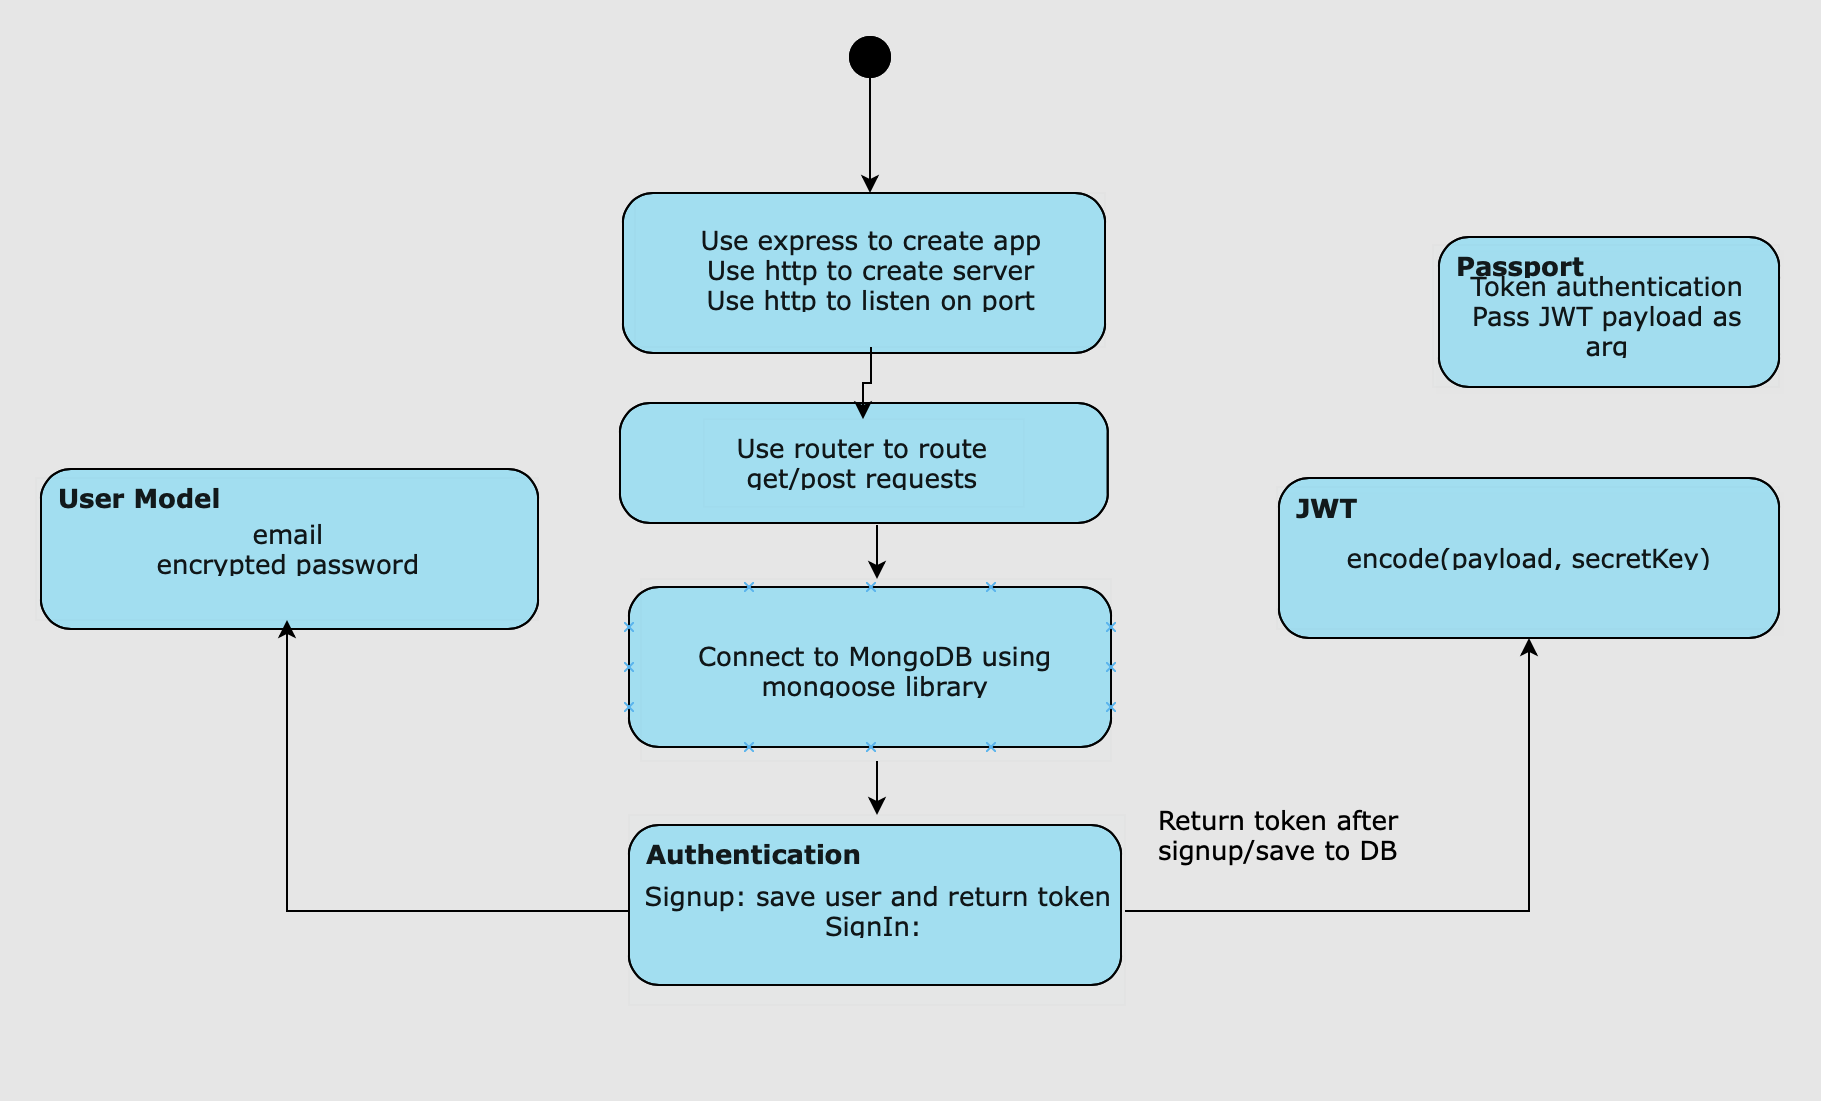 Use express to create app
Use http to create server
Use http to listen on port
Passport
Token authentication
Pass JWT payload as
arg
Use router to route
get/post requests
User Model
email
encrypted password
JWT
encode(payload, secretKey)
Connect to MongoDB using
mongoose library
Return token after
signup/save to DB
Authentication
Signup: save user and return token
SignIn: